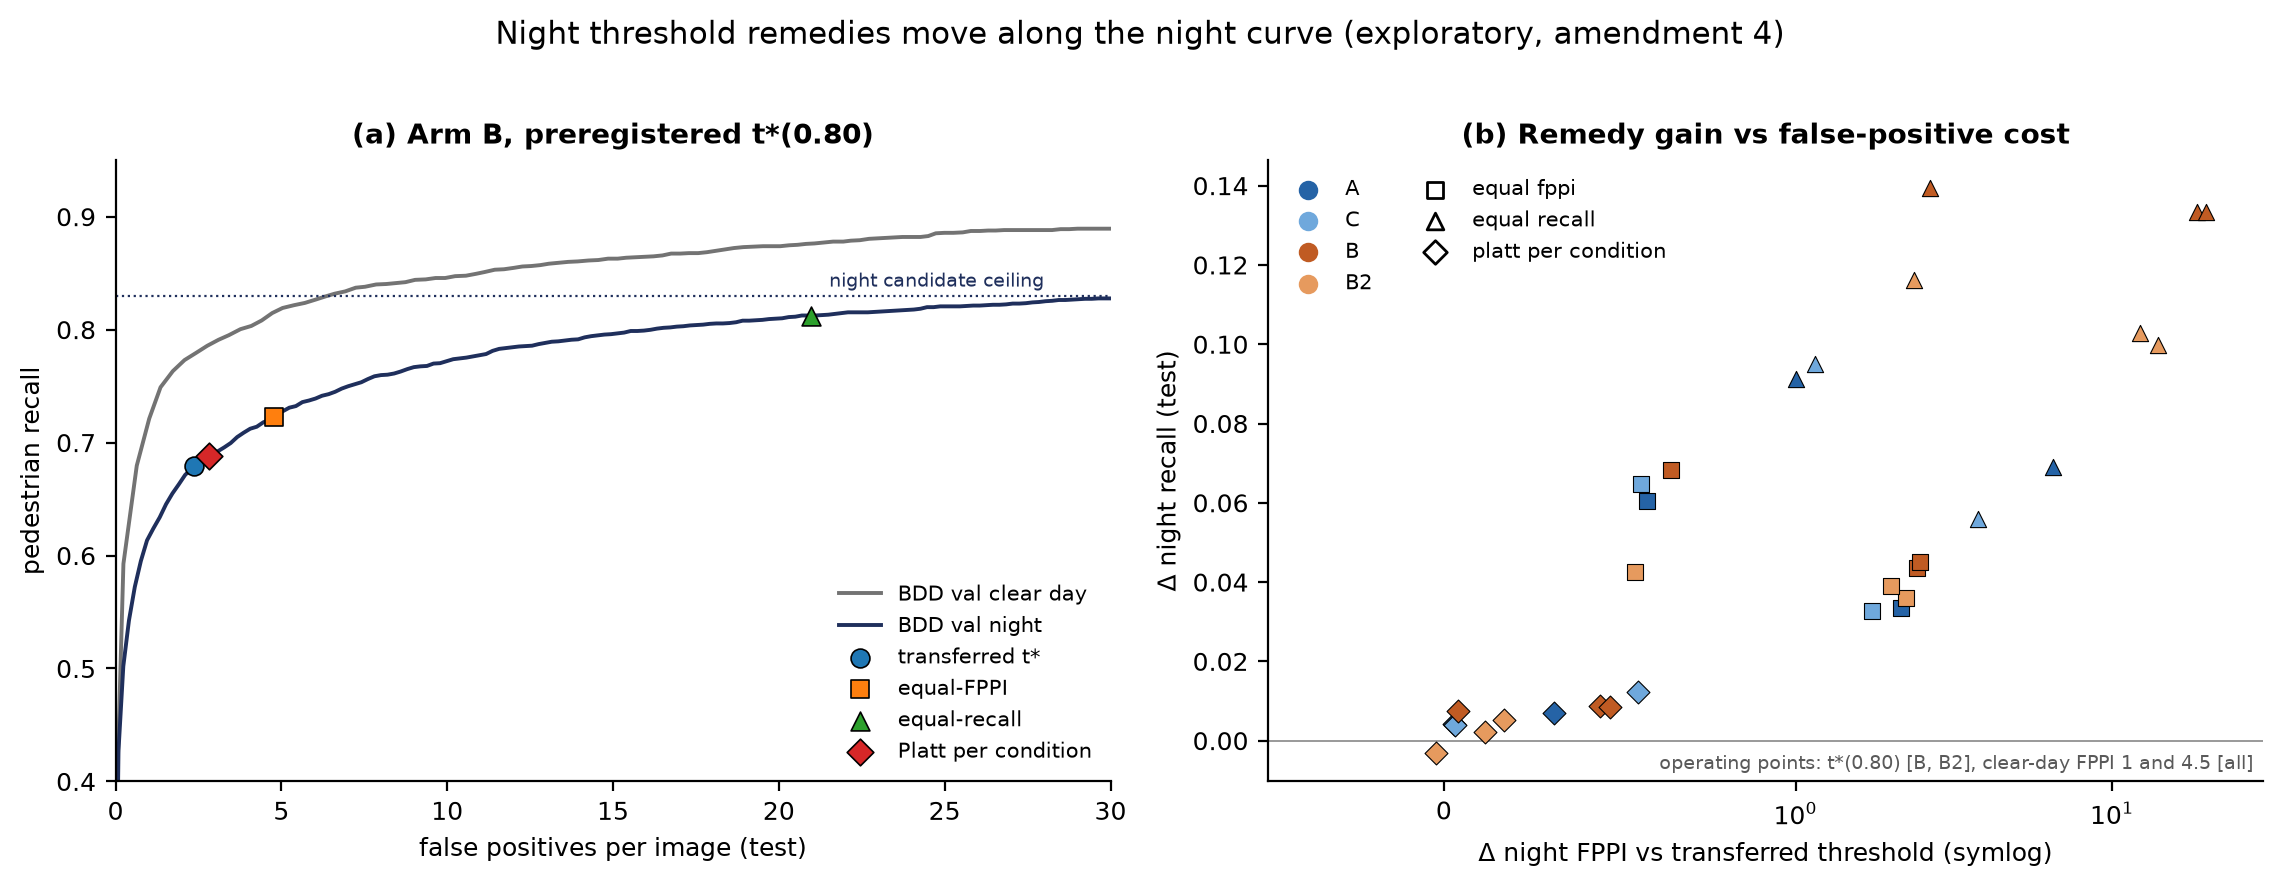 Night threshold remedies move along the night curve (exploratory, amendment 4)
(a) Arm B, preregistered t*(0.80)
pedestrian recall
0.9
0.8
0.7
0.6
0.5
0.4
night candidate ceiling
BDD val clear day
BDD val night
transferred t*
equal-FPPI
equal-recall
Platt per condition
0 5 10 15 20 25 30
false positives per image (test)
(b) Remedy gain vs false-positive cost
Δ night recall (test)
0.14
0.12
0.10
0.08
0.06
0.04
0.02
0.00
A
C
B
B2
equal fppi
equal recall
platt per condition
operating points: t*(0.80) [B, B2], clear-day FPPI 1 and 4.5 [all]
0 10⁰ 10¹
Δ night FPPI vs transferred threshold (symlog)